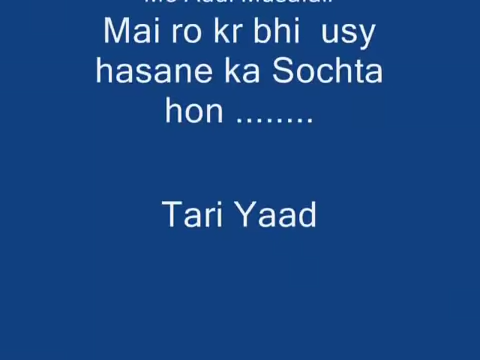 Mai ro kr bhi  usy
hasane ka Sochta
hon ........
Tari Yaad